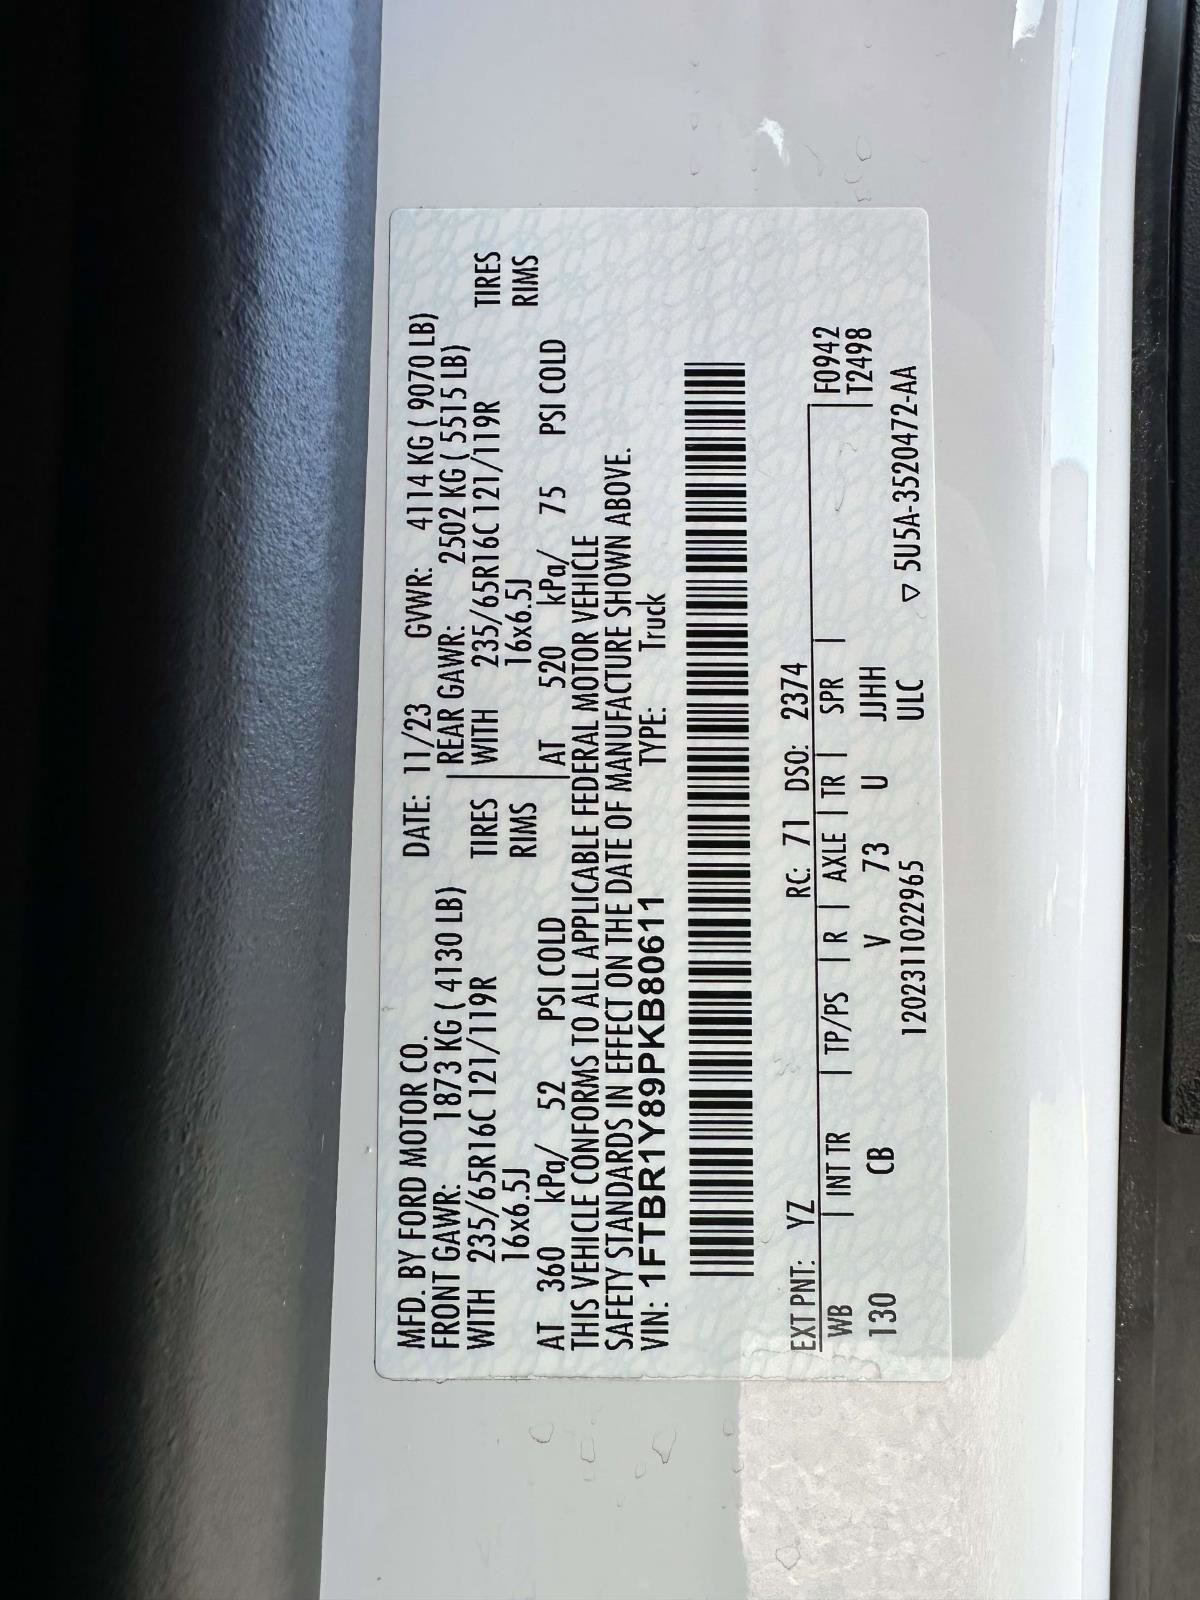 MFD. BY FORD MOTOR CO. DATE: 11/23 GVWR: 4114 KG ( 9070 LB)
FRONT GAWR: 1873 KG ( 4130 LB) REAR GAWR: 2502 KG ( 5515 LB)
WITH 235/65R16C 121/119R TIRES WITH 235/65R16C 121/119R TIRES
16x6.5J RIMS 16x6.5J RIMS
AT 360 kPa/ 52 PSI COLD AT 520 kPa/ 75 PSI COLD
THIS VEHICLE CONFORMS TO ALL APPLICABLE FEDERAL MOTOR VEHICLE
SAFETY STANDARDS IN EFFECT ON THE DATE OF MANUFACTURE SHOWN ABOVE.
VIN: 1FTBR1Y89PKB80611 TYPE: Truck
EXT PNT: YZ RC: 71 DSO: 2374 F0942
WB | INT TR | TP/PS | R | AXLE | TR | SPR | T2498
130 CB V 73 U JJHH
1202311022965 ULC ▽ 5U5A-3520472-AA